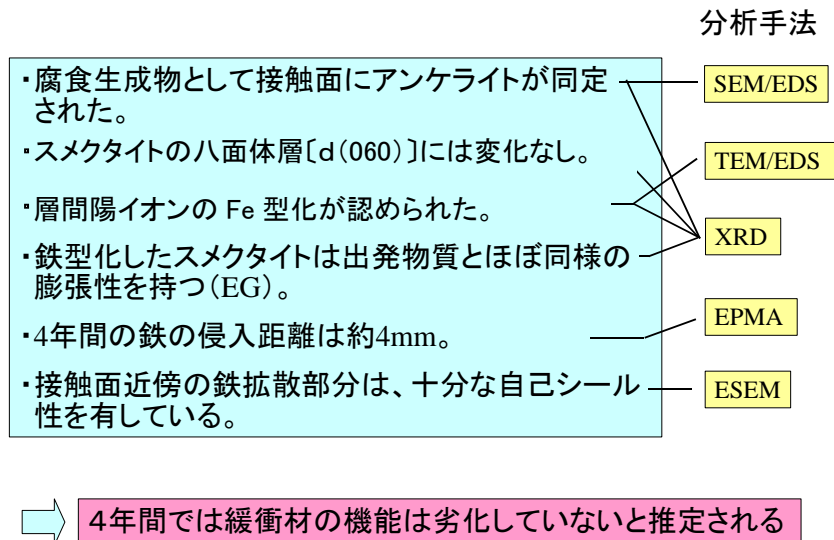 分析手法
・腐食生成物として接触面にアンケライトが同定
された。
・スメクタイトの八面体層〔d(060)〕には変化なし。
・層間陽イオンの Fe 型化が認められた。
・鉄型化したスメクタイトは出発物質とほぼ同様の
膨張性を持つ(EG)。
・4年間の鉄の侵入距離は約4mm。
・接触面近傍の鉄拡散部分は、十分な自己シール
性を有している。
SEM/EDS
TEM/EDS
XRD
EPMA
ESEM
4年間では緩衝材の機能は劣化していないと推定される